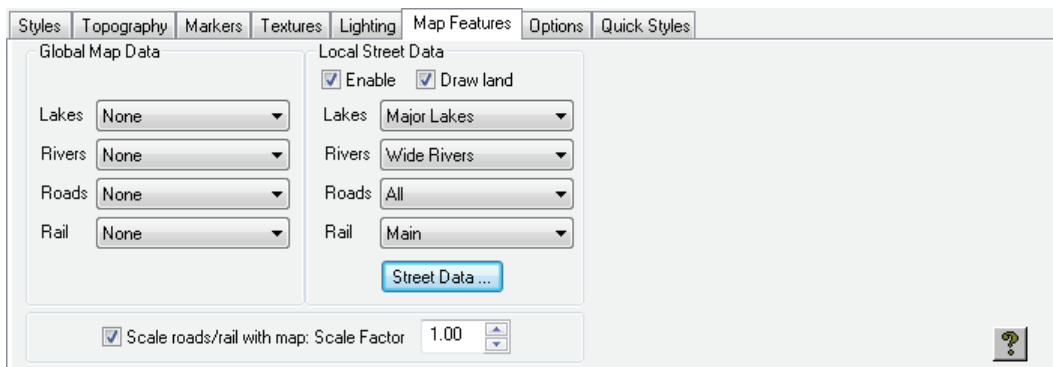 Styles Topography Markers Textures Lighting Map Features Options Quick Styles
Global Map Data
Lakes None
Rivers None
Roads None
Rail None
Local Street Data
Enable Draw land
Lakes Major Lakes
Rivers Wide Rivers
Roads All
Rail Main
Street Data ...
Scale roads/rail with map: Scale Factor 1.00
?